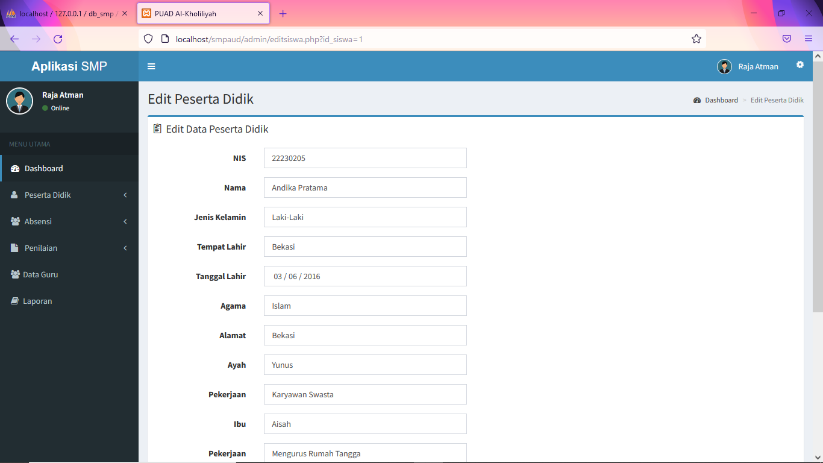 localhost / 127.0.0.1 / db_smp
PUAD Al-Kholiliyah
localhost/smpaud/admin/editsiswa.php?id_siswa=1
Aplikasi SMP
Raja Atman
Raja Atman
Online
MENU UTAMA
Dashboard
Peserta Didik
Absensi
Penilaian
Data Guru
Laporan
Edit Peserta Didik
Dashboard > Edit Peserta Didik
Edit Data Peserta Didik
NIS 22230205
Nama Andika Pratama
Jenis Kelamin Laki-Laki
Tempat Lahir Bekasi
Tanggal Lahir 03 / 06 / 2016
Agama Islam
Alamat Bekasi
Ayah Yunus
Pekerjaan Karyawan Swasta
Ibu Aisah
Pekerjaan Mengurus Rumah Tangga